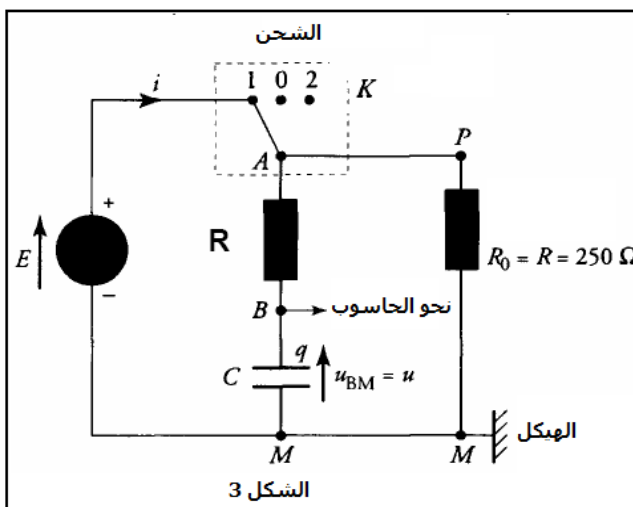 الشحن
i
1 0 2
K
A
P
+
E
−
R
R₀ = R = 250 Ω
B
نحو الحاسوب
q
C
u_BM = u
M
M
الهيكل
الشكل 3